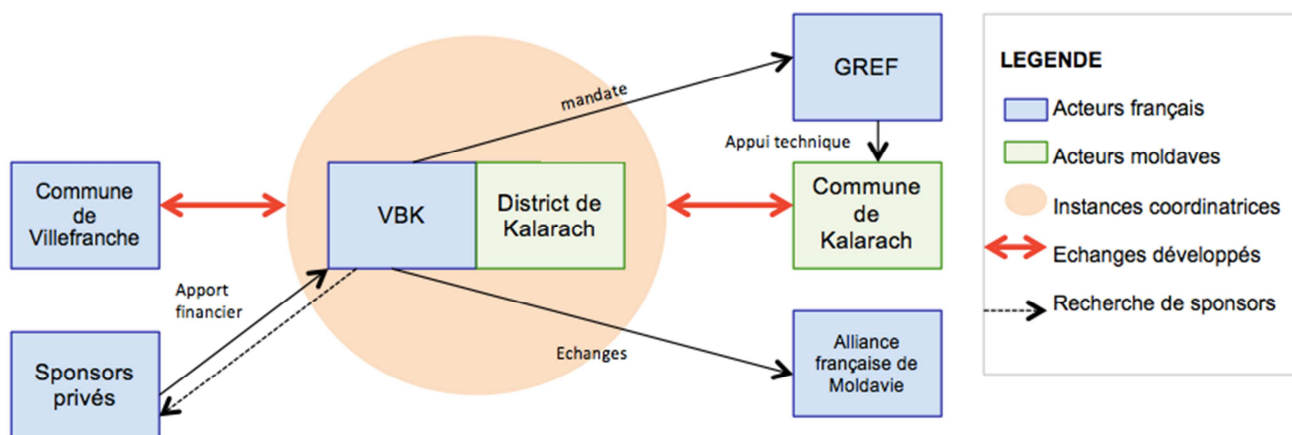 GREF
mandate
Appui technique
Commune
de
Villefranche
VBK
District de
Kalarach
Commune
de
Kalarach
Apport
financier
Echanges
Sponsors
privés
Alliance
française de
Moldavie
LEGENDE
Acteurs français
Acteurs moldaves
Instances coordinatrices
Echanges développés
Recherche de sponsors